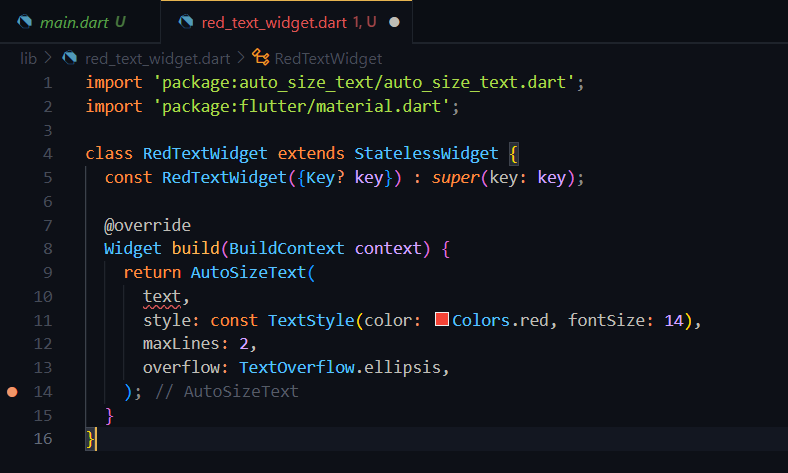 main.dart U red_text_widget.dart 1, U
lib > red_text_widget.dart > RedTextWidget
1 import 'package:auto_size_text/auto_size_text.dart';
2 import 'package:flutter/material.dart';
3
4 class RedTextWidget extends StatelessWidget {
5 const RedTextWidget({Key? key}) : super(key: key);
6
7 @override
8 Widget build(BuildContext context) {
9 return AutoSizeText(
10 text,
11 style: const TextStyle(color: Colors.red, fontSize: 14),
12 maxLines: 2,
13 overflow: TextOverflow.ellipsis,
14 ); // AutoSizeText
15 }
16 }